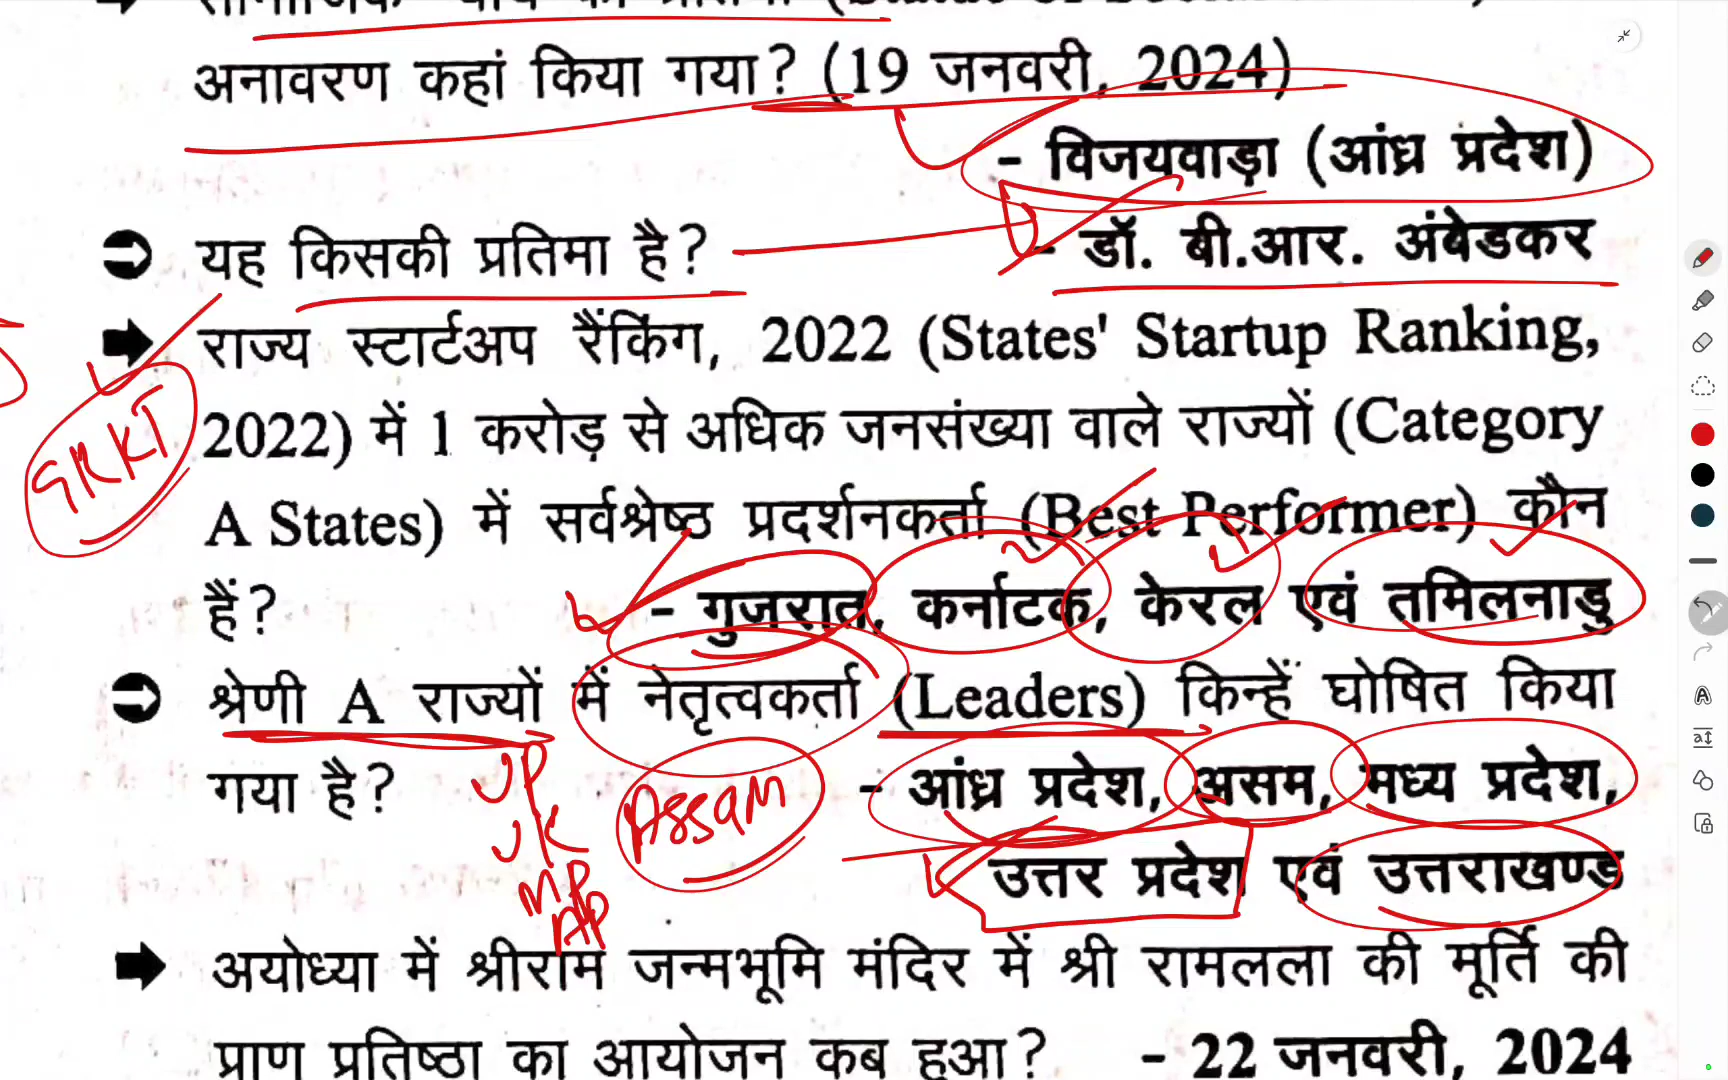 (Statue of Social
अनावरण कहां किया गया? (19 जनवरी, 2024)
- विजयवाड़ा (आंध्र प्रदेश)
यह किसकी प्रतिमा है?
- डॉ. बी.आर. अंबेडकर
राज्य स्टार्टअप रैंकिंग, 2022 (States' Startup Ranking,
2022) में 1 करोड़ से अधिक जनसंख्या वाले राज्यों (Category
A States) में सर्वश्रेष्ठ प्रदर्शनकर्ता (Best Performer) कौन
हैं?
- गुजरात, कर्नाटक, केरल एवं तमिलनाडु
GKKT
श्रेणी A राज्यों में नेतृत्वकर्ता (Leaders) किन्हें घोषित किया
गया है?
- आंध्र प्रदेश, असम, मध्य प्रदेश,
उत्तर प्रदेश एवं उत्तराखण्ड
UP
UK
MP
AP
Assam
अयोध्या में श्रीराम जन्मभूमि मंदिर में श्री रामलला की मूर्ति की
प्राण प्रतिष्ठा का आयोजन कब हुआ?
- 22 जनवरी, 2024